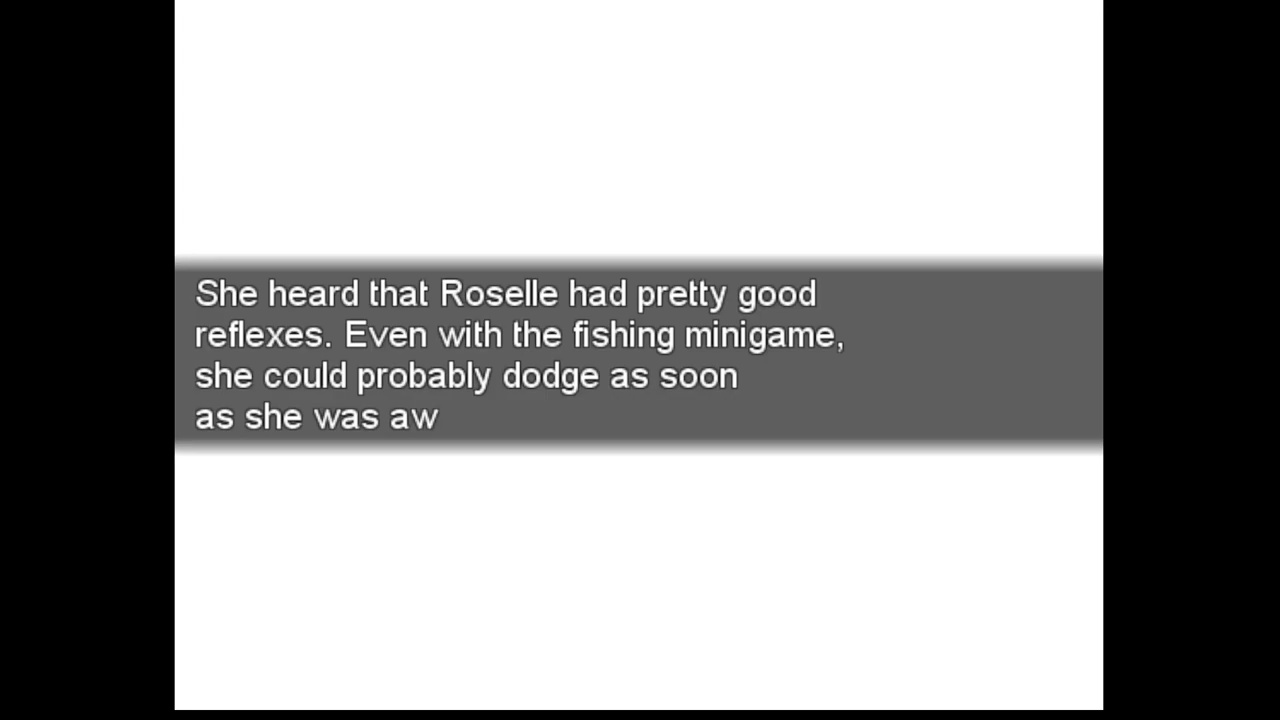 She heard that Roselle had pretty good
reflexes. Even with the fishing minigame,
she could probably dodge as soon
as she was aw